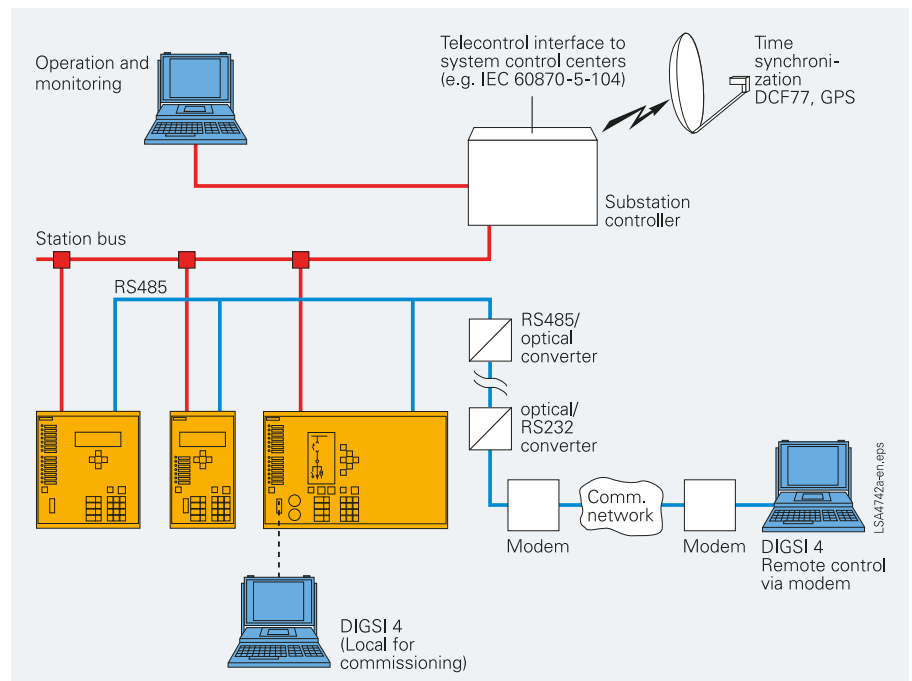 Operation and
monitoring
Telecontrol interface to
system control centers
(e.g. IEC 60870-5-104)
Time
synchroni-
zation
DCF77, GPS
Substation
controller
Station bus
RS485
RS485/
optical
converter
optical/
RS232
converter
Comm.
network
Modem
Modem
DIGSI 4
Remote control
via modem
LSA4742a-en.eps
DIGSI 4
(Local for
commissioning)